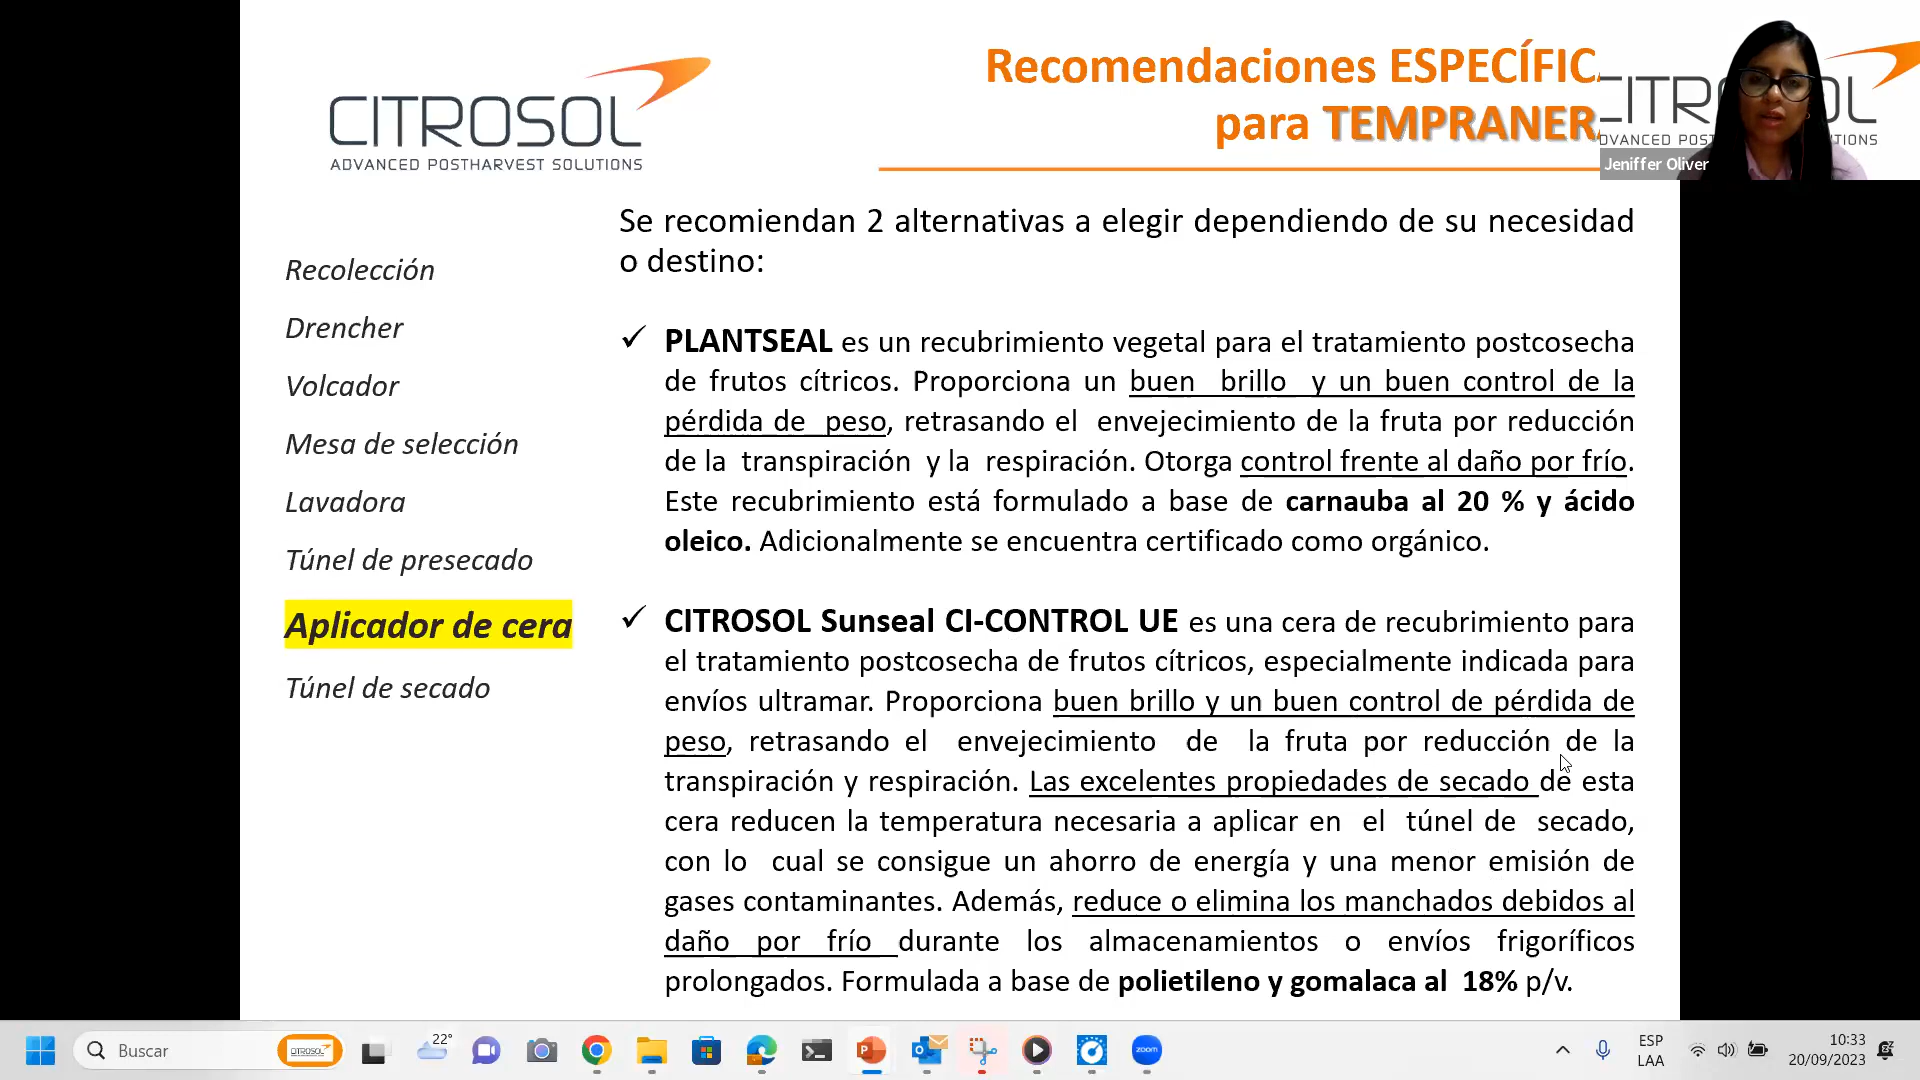 CITROSOL
ADVANCED POSTHARVEST SOLUTIONS
Recomendaciones ESPECÍFIC
para TEMPRANER
Jeniffer Oliver
Se recomiendan 2 alternativas a elegir dependiendo de su necesidad
o destino:
Recolección
Drencher
Volcador
Mesa de selección
Lavadora
Túnel de presecado
Aplicador de cera
Túnel de secado
✓ PLANTSEAL es un recubrimiento vegetal para el tratamiento postcosecha
de frutos cítricos. Proporciona un buen brillo y un buen control de la
pérdida de peso, retrasando el envejecimiento de la fruta por reducción
de la transpiración y la respiración. Otorga control frente al daño por frío.
Este recubrimiento está formulado a base de carnauba al 20 % y ácido
oleico. Adicionalmente se encuentra certificado como orgánico.
✓ CITROSOL Sunseal CI-CONTROL UE es una cera de recubrimiento para
el tratamiento postcosecha de frutos cítricos, especialmente indicada para
envíos ultramar. Proporciona buen brillo y un buen control de pérdida de
peso, retrasando el envejecimiento de la fruta por reducción de la
transpiración y respiración. Las excelentes propiedades de secado de esta
cera reducen la temperatura necesaria a aplicar en el túnel de secado,
con lo cual se consigue un ahorro de energía y una menor emisión de
gases contaminantes. Además, reduce o elimina los manchados debidos al
daño por frío durante los almacenamientos o envíos frigoríficos
prolongados. Formulada a base de polietileno y gomalaca al 18% p/v.
Buscar
CITROSOL
22°
zoom
ESP
LAA
10:33
20/09/2023